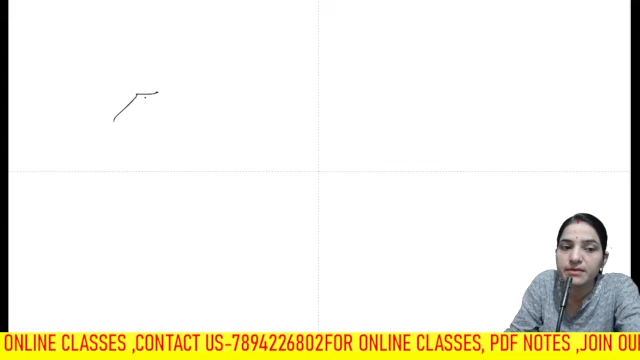 ONLINE CLASSES ,CONTACT US-7894226802FOR ONLINE CLASSES, PDF NOTES ,JOIN OU